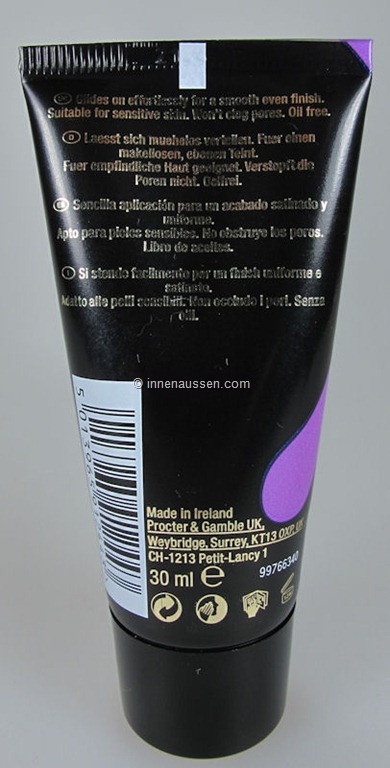 UK Glides on effortlessly for a smooth even finish.
Suitable for sensitive skin. Won't clog pores. Oil free.
D Laesst sich muehelos verteilen. Fuer einen
makellosen, ebenen Teint.
Fuer empfindliche Haut geeignet. Verstopft die
Poren nicht. Oelfrei.
Sencilla aplicación para un acabado satinado y
uniforme.
Apto para pieles sensibles. No obstruye los poros.
Libre de aceites.
I Si stende facilmente per un finish uniforme e
satinato.
Adatto alle pelli sensibili. Non occlude i pori. Senza
olii.
© innenaussen.com
Made in Ireland
Procter & Gamble UK,
Weybridge, Surrey, KT13 0XP, UK
CH-1213 Petit-Lancy 1
30 ml e
99766340